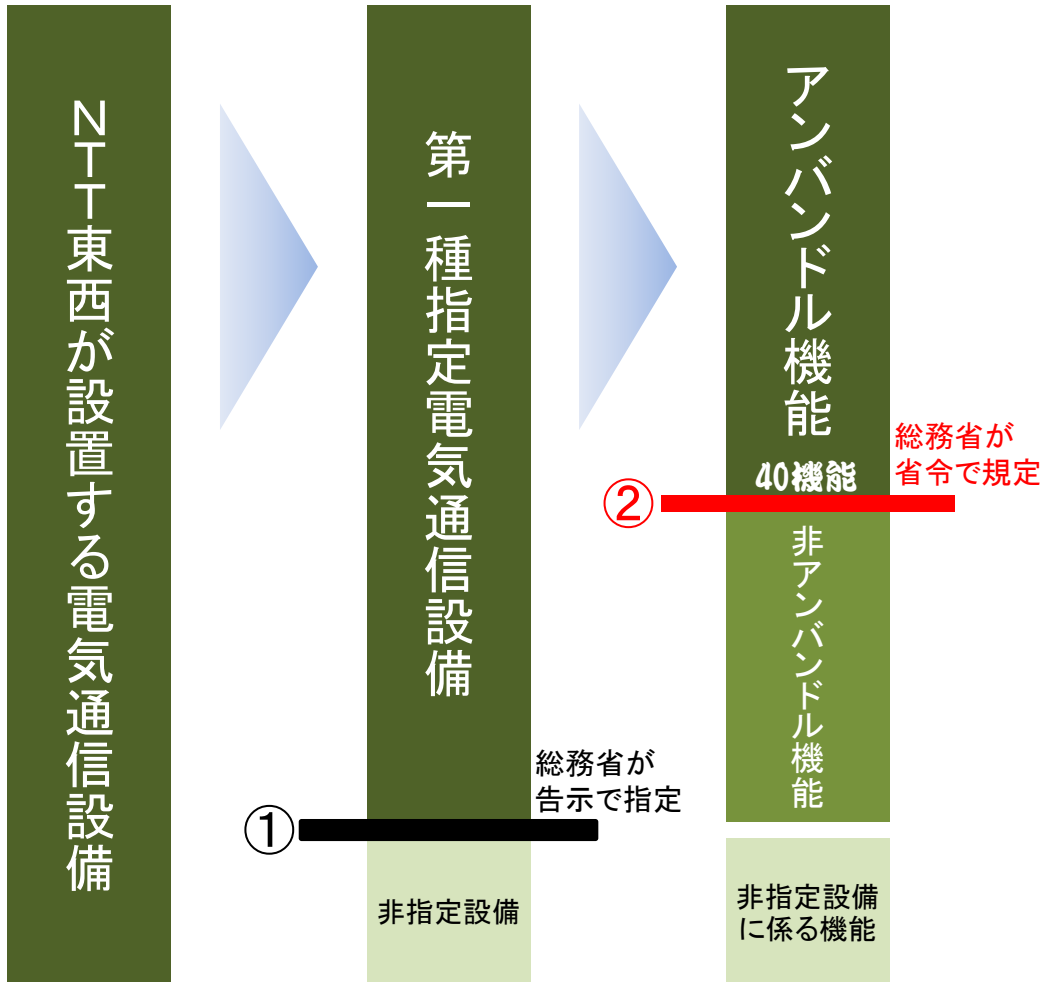 NTT東西が設置する電気通信設備
第一種指定電気通信設備
総務省が
告示で指定
①
非指定設備
アンバンドル機能
40機能
総務省が
省令で規定
②
非アンバンドル機能
非指定設備
に係る機能